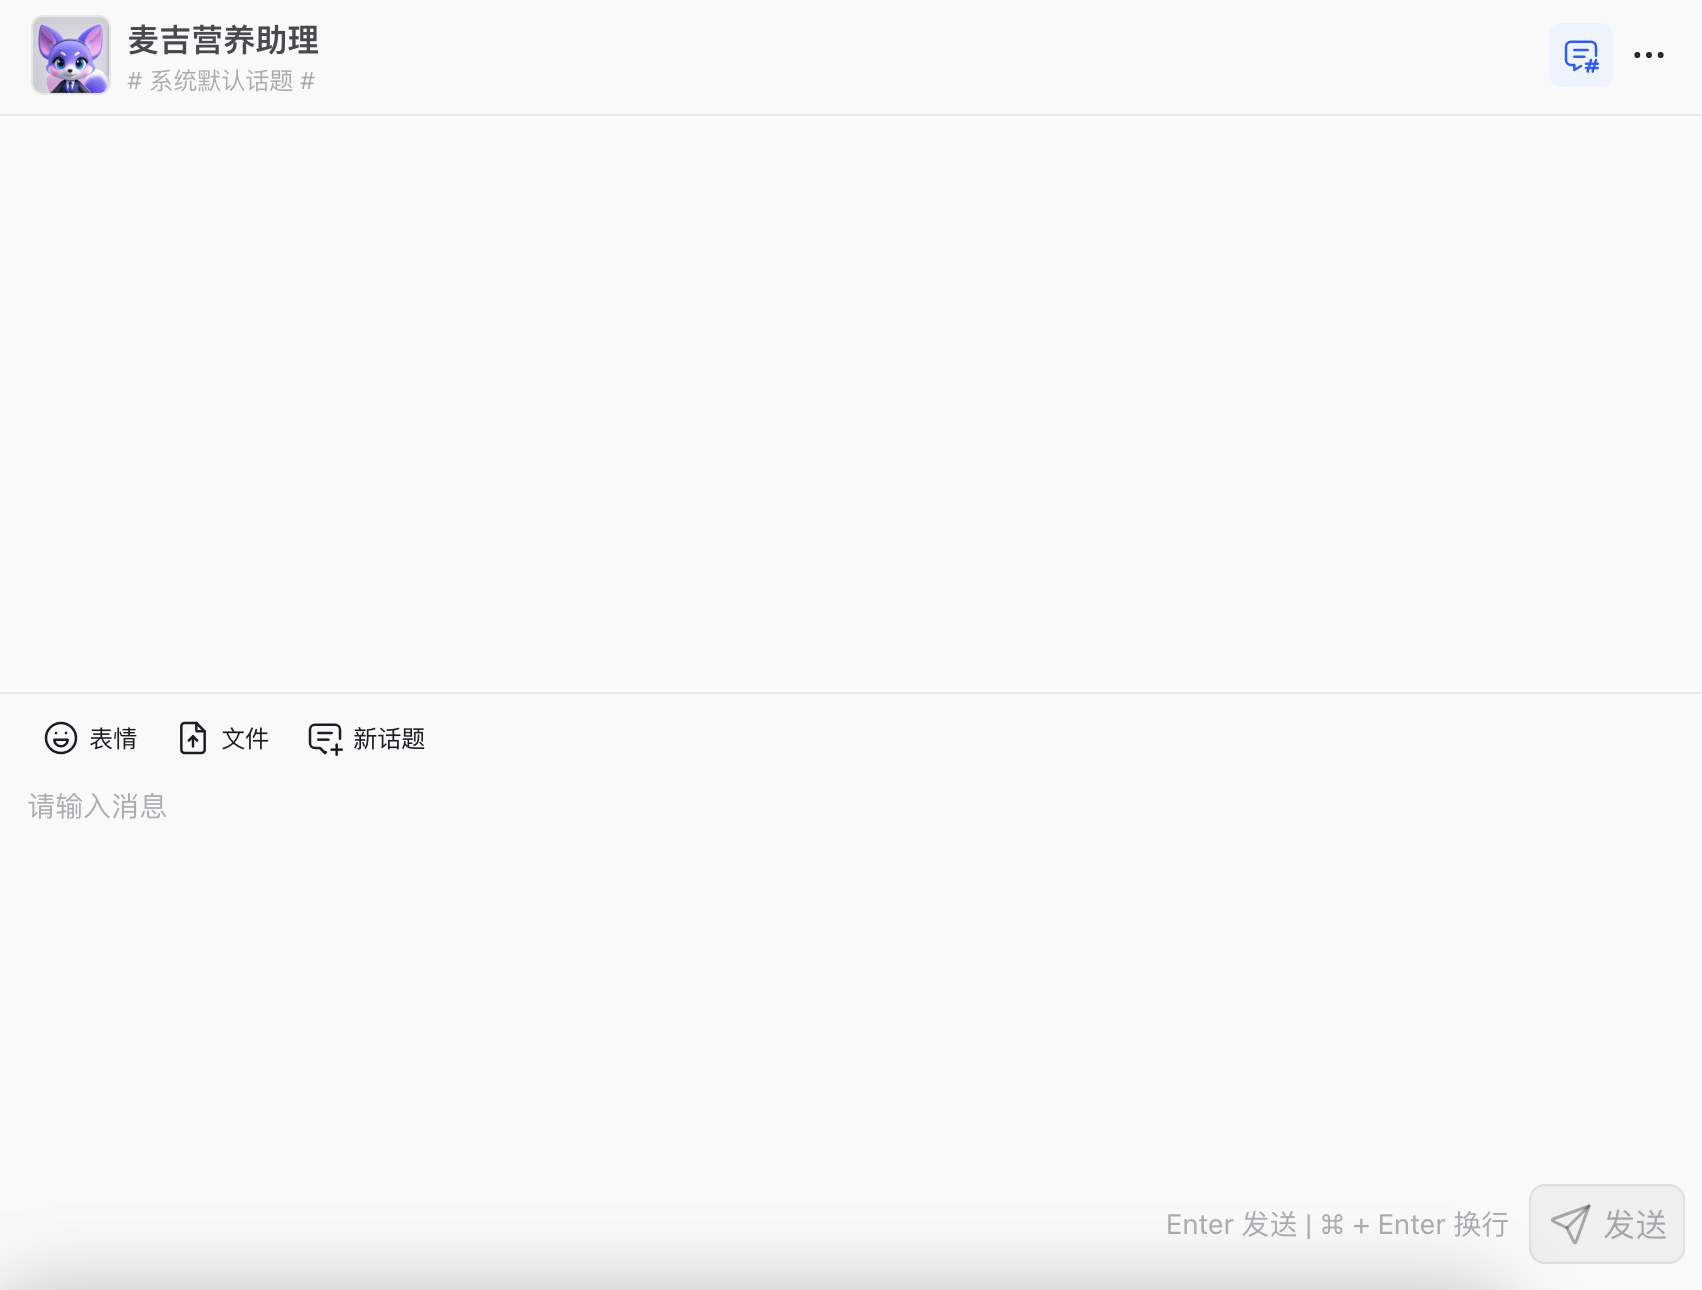 麦吉营养助理
# 系统默认话题 #
表情 文件 新话题
请输入消息
Enter 发送 | ⌘ + Enter 换行 发送